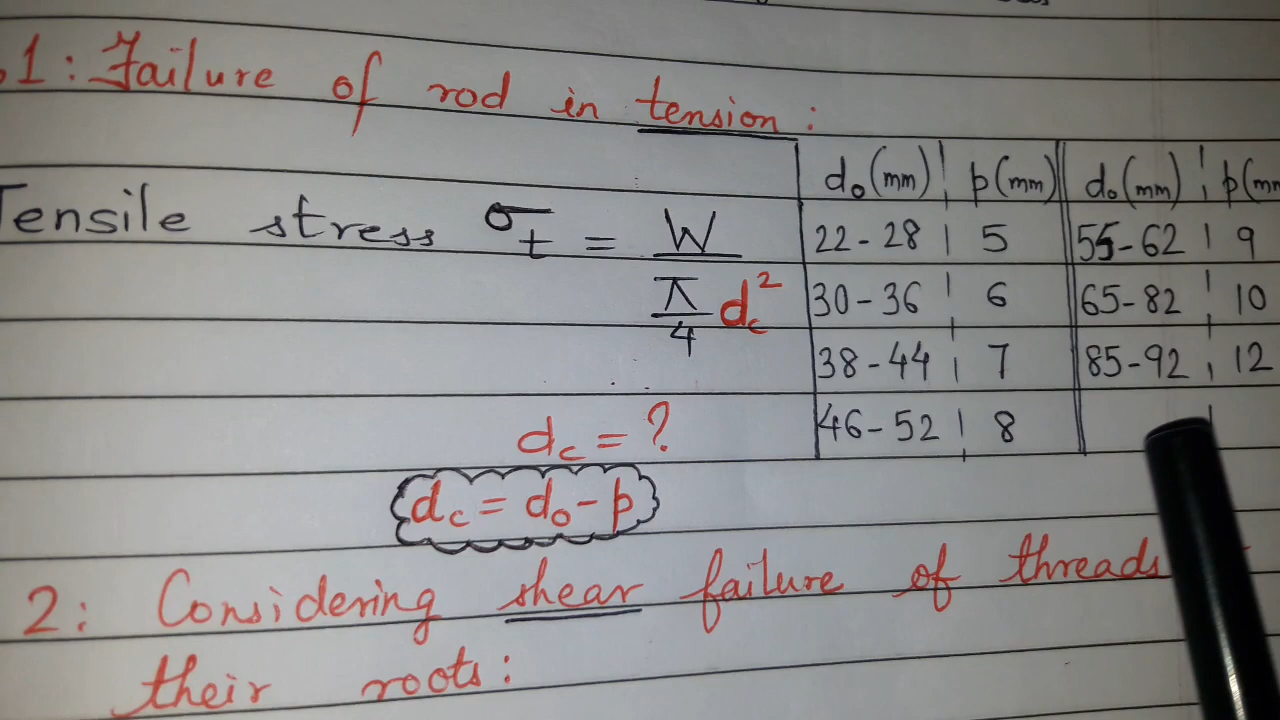 .1: Failure of rod in tension:
Tensile stress σt = W
π/4 dc²
dc = ?
dc = do - p
do (mm) | p (mm) | do (mm) | p (mm
22-28 | 5 | 55-62 | 9
30-36 | 6 | 65-82 | 10
38-44 | 7 | 85-92 | 12
46-52 | 8
2: Considering shear failure of threads
their roots: